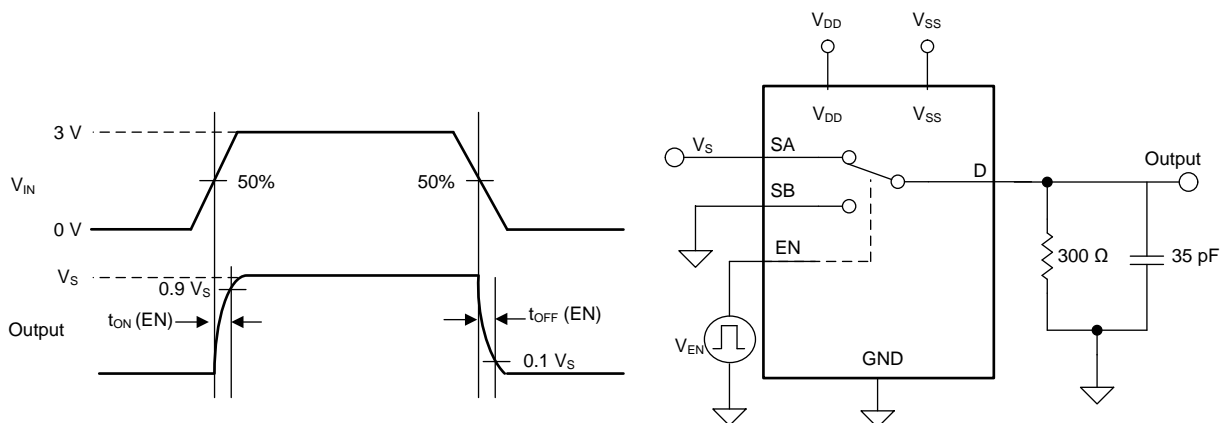 3 V
V_IN
50%
50%
0 V
V_S
0.9 V_S
Output
t_ON (EN)
t_OFF (EN)
0.1 V_S
V_DD
V_SS
V_DD
V_SS
V_S
SA
SB
EN
D
Output
300 Ω
35 pF
V_EN
GND